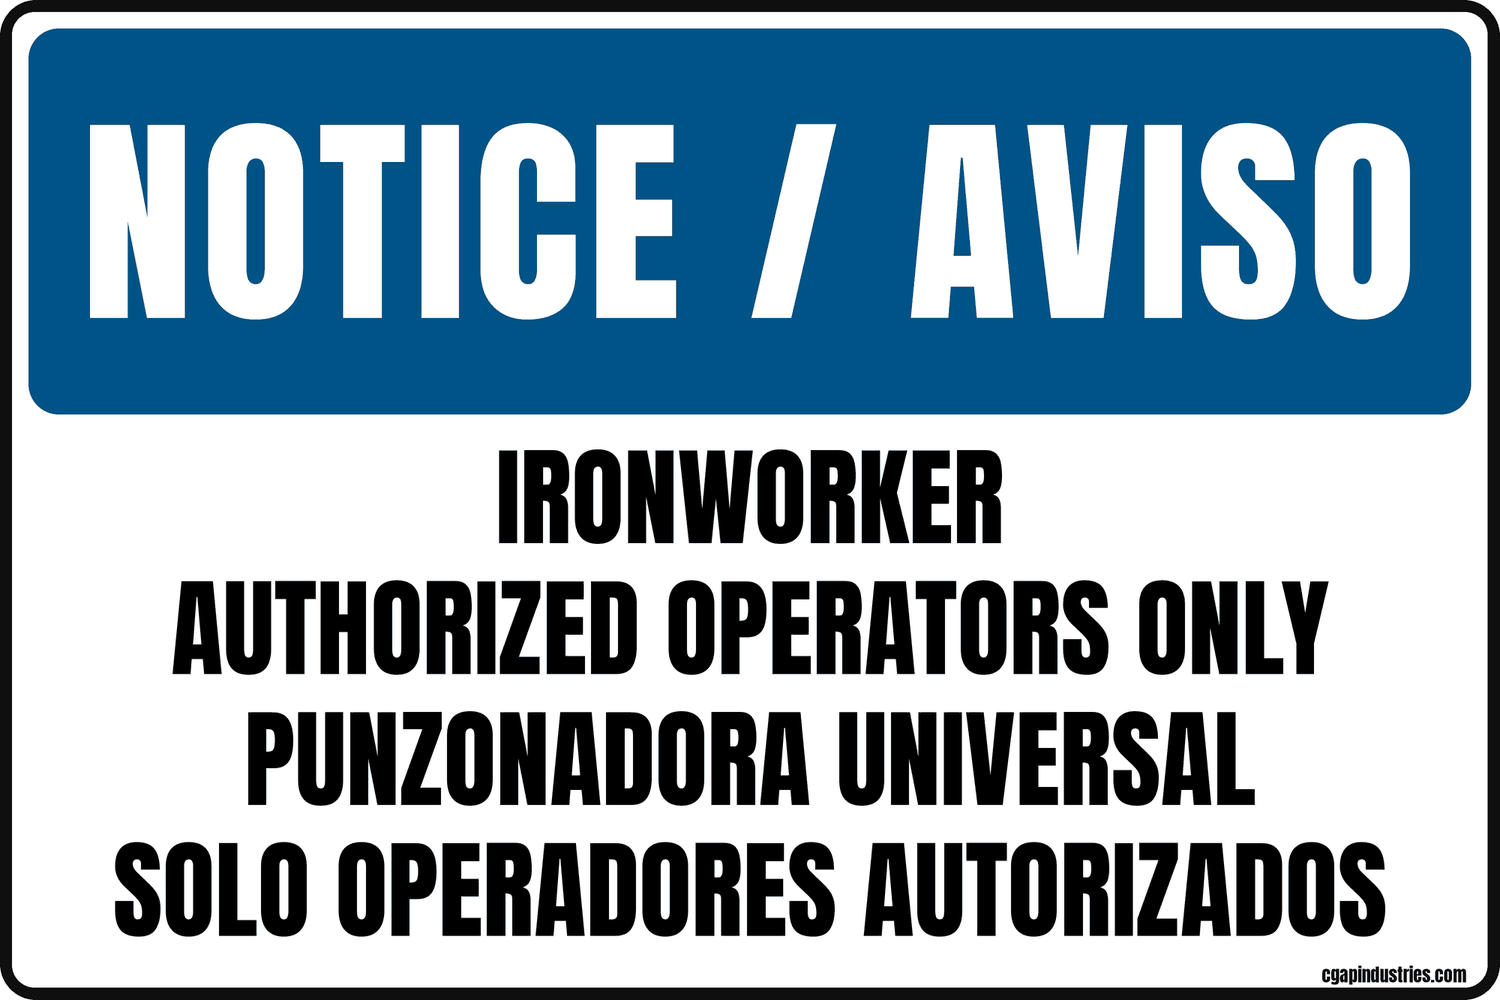 NOTICE / AVISO
IRONWORKER
AUTHORIZED OPERATORS ONLY
PUNZONADORA UNIVERSAL
SOLO OPERADORES AUTORIZADOS
cgapindustries.com